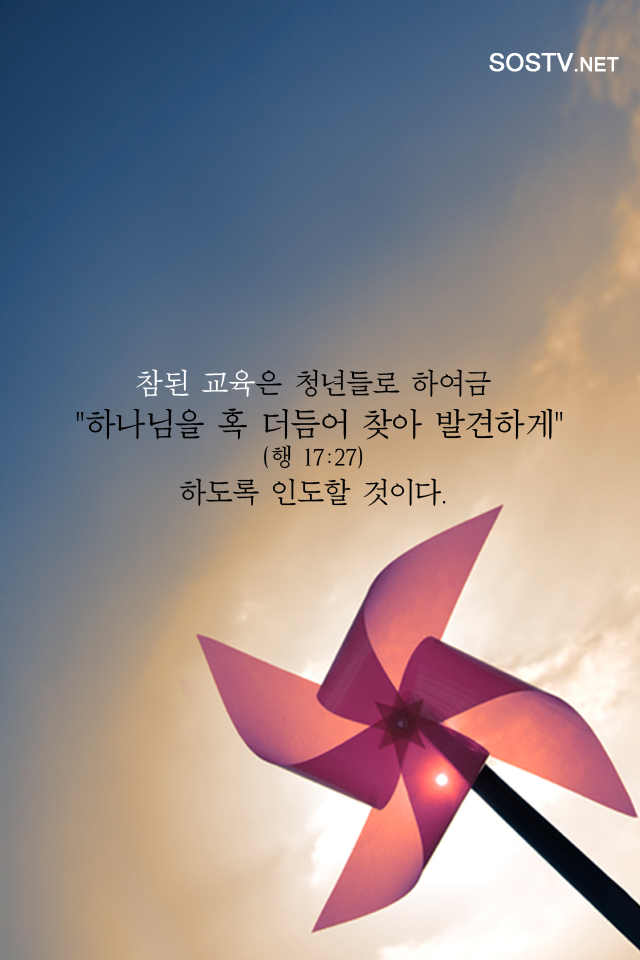 SOSTV.NET
참된 교육은 청년들로 하여금
"하나님을 혹 더듬어 찾아 발견하게"
(행 17:27)
하도록 인도할 것이다.